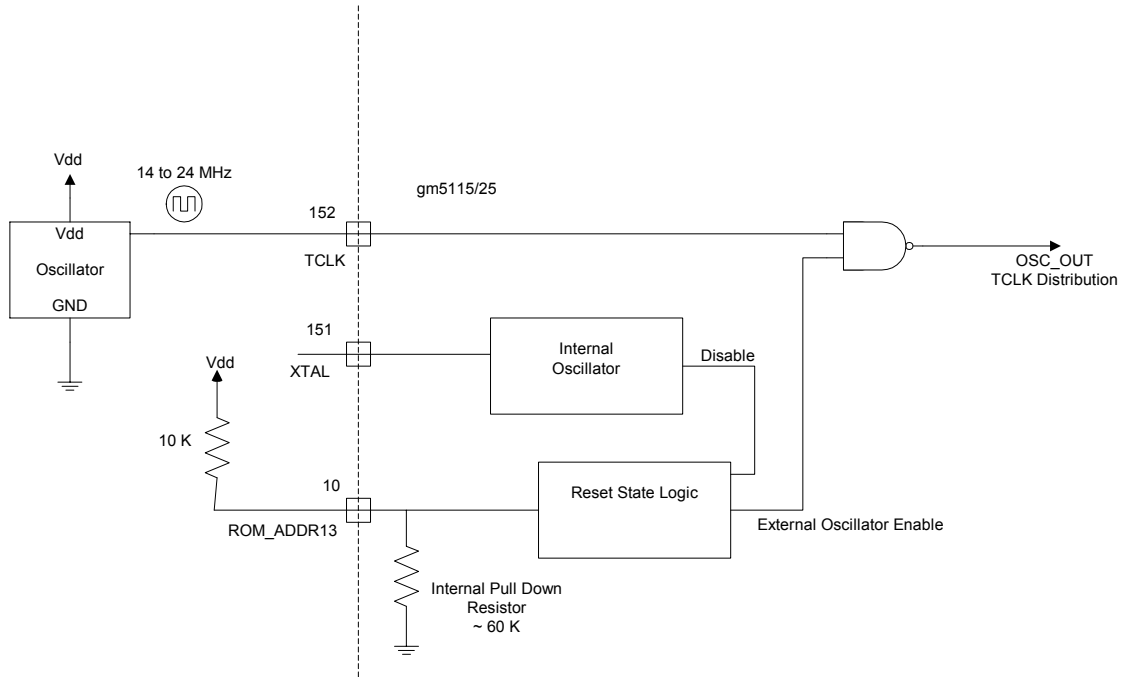 Vdd
14 to 24 MHz
gm5115/25
152
Vdd
TCLK
Oscillator
OSC_OUT
TCLK Distribution
GND
151
Internal
Oscillator
Disable
XTAL
Vdd
10 K
10
Reset State Logic
ROM_ADDR13
External Oscillator Enable
Internal Pull Down
Resistor
~ 60 K